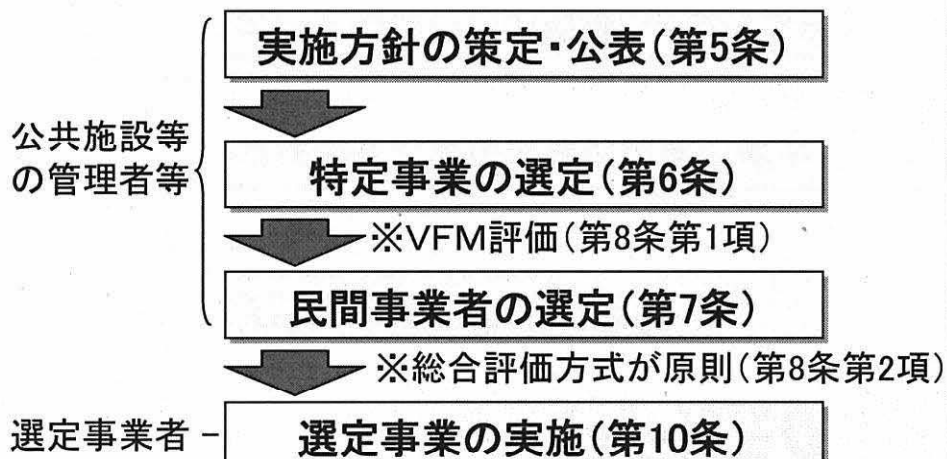 実施方針の策定・公表(第5条)
公共施設等
の管理者等
特定事業の選定(第6条)
※VFM評価(第8条第1項)
民間事業者の選定(第7条)
※総合評価方式が原則(第8条第2項)
選定事業者
選定事業の実施(第10条)